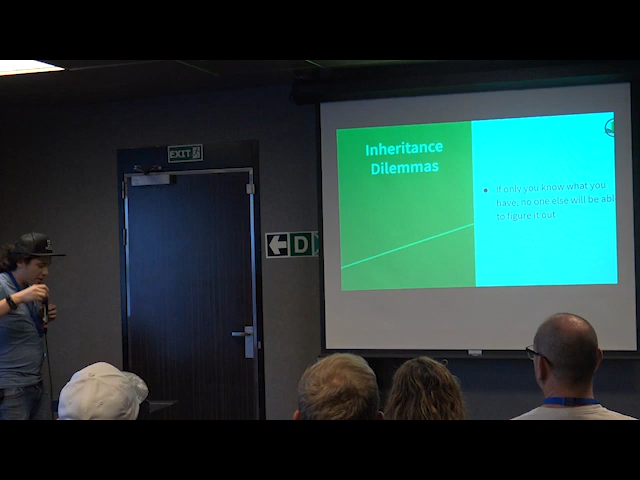 EXIT
D
Inheritance
Dilemmas
● If only you know what you
have, no one else will be abl
to figure it out